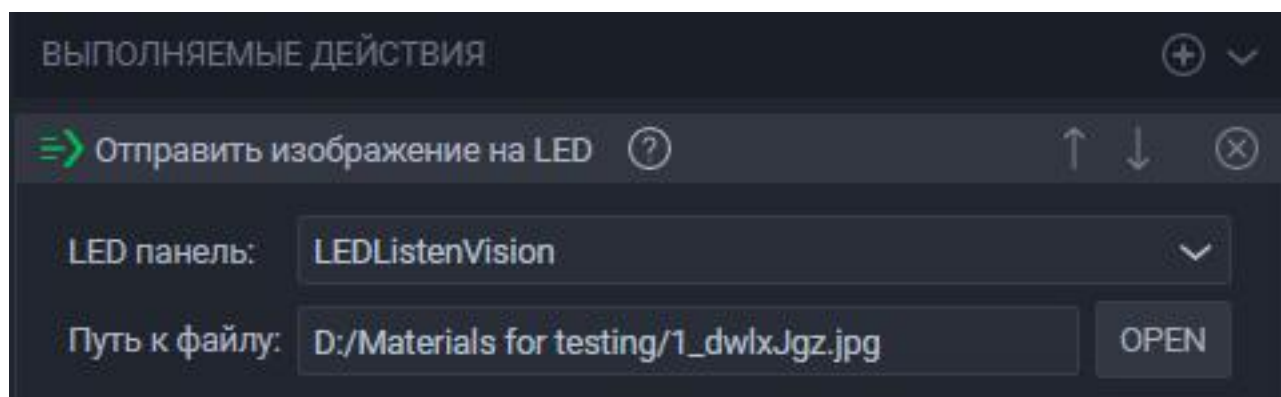 ВЫПОЛНЯЕМЫЕ ДЕЙСТВИЯ
Отправить изображение на LED
LED панель: LEDListenVision
Путь к файлу: D:/Materials for testing/1_dwlxJgz.jpg OPEN